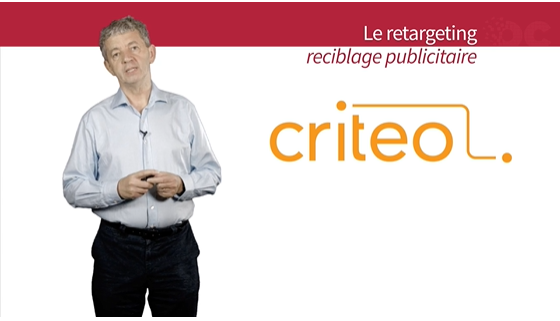 Le retargeting
reciblage publicitaire
criteo